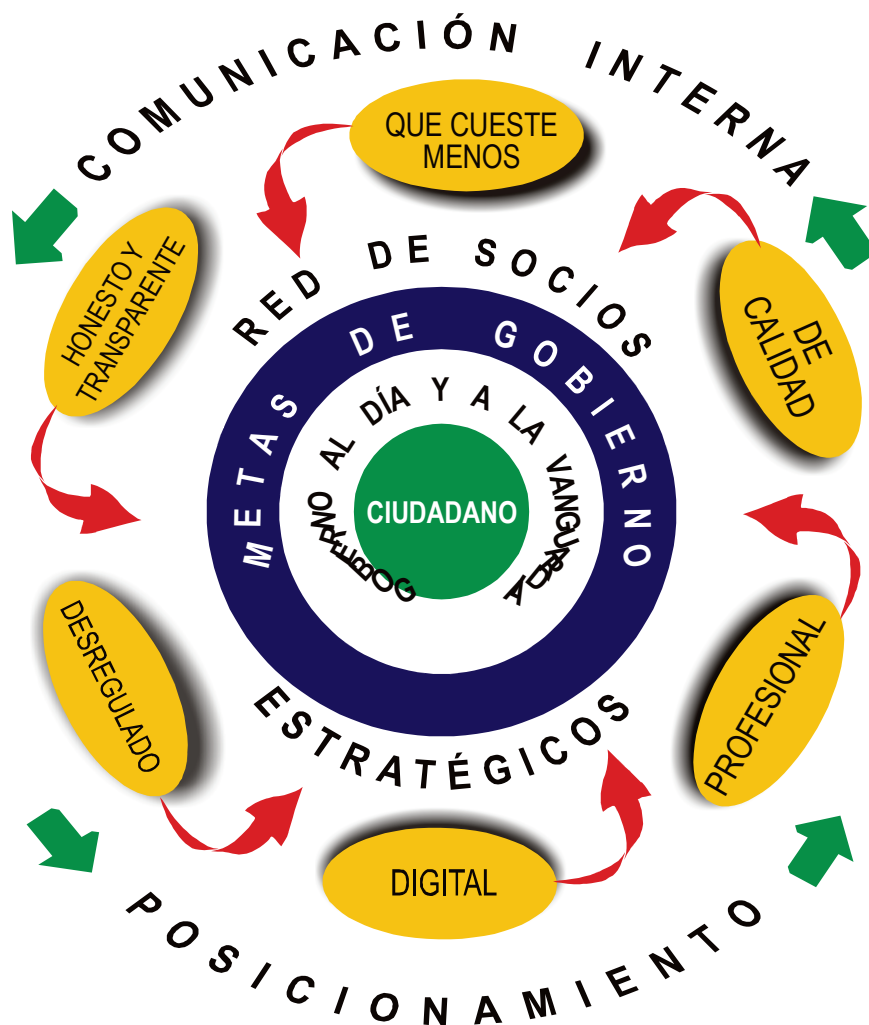 COMUNICACIÓN INTERNA
QUE CUESTE
MENOS
HONESTO Y
TRANSPARENTE
DE
CALIDAD
RED DE SOCIOS
METAS DE GOBIERNO
GOBIERNO AL DÍA Y A LA VANGUARDIA
CIUDADANO
DESREGULADO
PROFESIONAL
ESTRATÉGICOS
DIGITAL
POSICIONAMIENTO